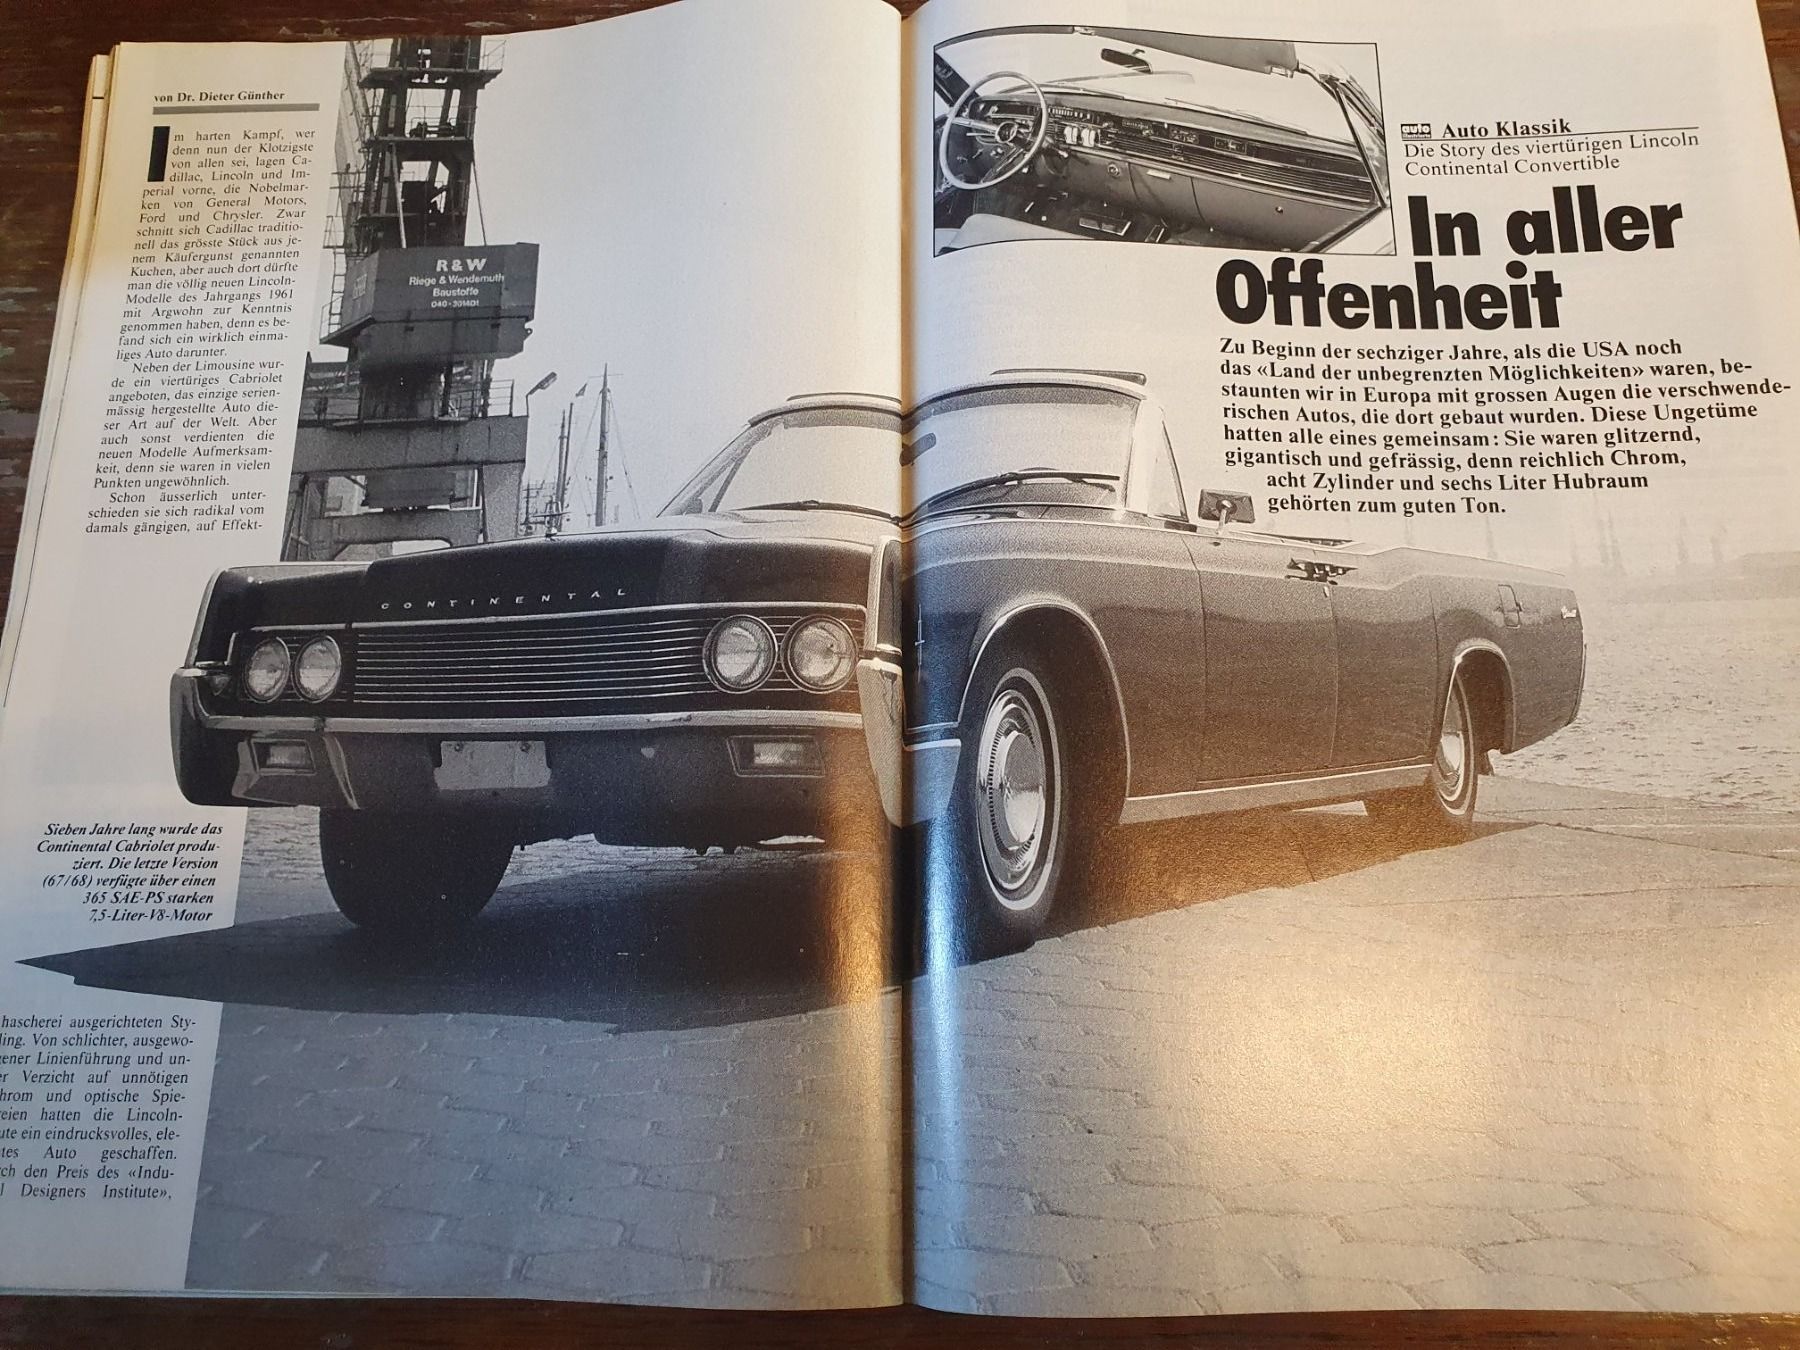 von Dr. Dieter Günther
Im harten Kampf, wer
denn nun der Klotzigste
von allen sei, lagen Ca-
dillac, Lincoln und Im-
perial vorne, die Nobelmar-
ken von General Motors,
Ford und Chrysler. Zwar
schnitt sich Cadillac traditio-
nell das grösste Stück aus je-
nem Käufergunst genannten
Kuchen, aber auch dort dürfte
man die völlig neuen Lincoln-
Modelle des Jahrgangs 1961
mit Argwohn zur Kenntnis
genommen haben, denn es be-
fand sich ein wirklich einma-
liges Auto darunter.
Neben der Limousine wur-
de ein viertüriges Cabriolet
angeboten, das einzige serien-
mässig hergestellte Auto die-
ser Art auf der Welt. Aber
auch sonst verdienten die
neuen Modelle Aufmerksam-
keit, denn sie waren in vielen
Punkten ungewöhnlich.
Schon äusserlich unter-
schieden sie sich radikal vom
damals gängigen, auf Effekt-
hascherei ausgerichteten Sty-
ling. Von schlichter, ausgewo-
gener Linienführung und un-
er Verzicht auf unnötigen
hrom und optische Spie-
reien hatten die Lincoln-
ute ein eindrucksvolles, ele-
tes Auto geschaffen.
ch den Preis des «Indu-
l Designers Institute»,
Sieben Jahre lang wurde das
Continental Cabriolet produ-
ziert. Die letzte Version
(67/68) verfügte über einen
365 SAE-PS starken
7,5-Liter-V8-Motor
R & W
Riege & Wendemuth
Baustoffe
040-301401
CONTINENTAL
auto Auto Klassik
Die Story des viertürigen Lincoln
Continental Convertible
In aller
Offenheit
Zu Beginn der sechziger Jahre, als die USA noch
das «Land der unbegrenzten Möglichkeiten» waren, be-
staunten wir in Europa mit grossen Augen die verschwende-
rischen Autos, die dort gebaut wurden. Diese Ungetüme
hatten alle eines gemeinsam: Sie waren glitzernd,
gigantisch und gefrässig, denn reichlich Chrom,
acht Zylinder und sechs Liter Hubraum
gehörten zum guten Ton.